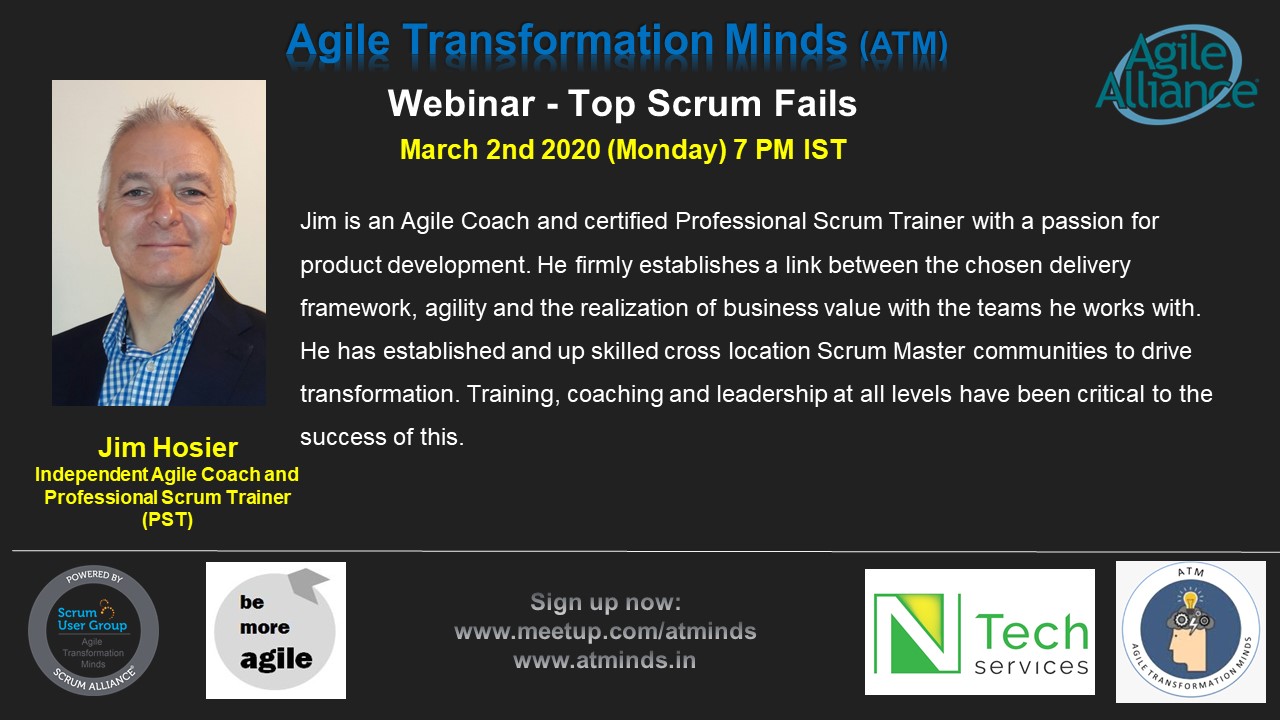 Agile Transformation Minds (ATM)
Agile
Alliance
Webinar - Top Scrum Fails
March 2nd 2020 (Monday) 7 PM IST
Jim is an Agile Coach and certified Professional Scrum Trainer with a passion for
product development. He firmly establishes a link between the chosen delivery
framework, agility and the realization of business value with the teams he works with.
He has established and up skilled cross location Scrum Master communities to drive
transformation. Training, coaching and leadership at all levels have been critical to the
success of this.
Jim Hosier
Independent Agile Coach and
Professional Scrum Trainer
(PST)
POWERED BY
Scrum
User Group
Agile
Transformation
Minds
SCRUM ALLIANCE®
be
more
agile
Sign up now:
www.meetup.com/atminds
www.atminds.in
N Tech
services
ATM
AGILE TRANSFORMATION MINDS